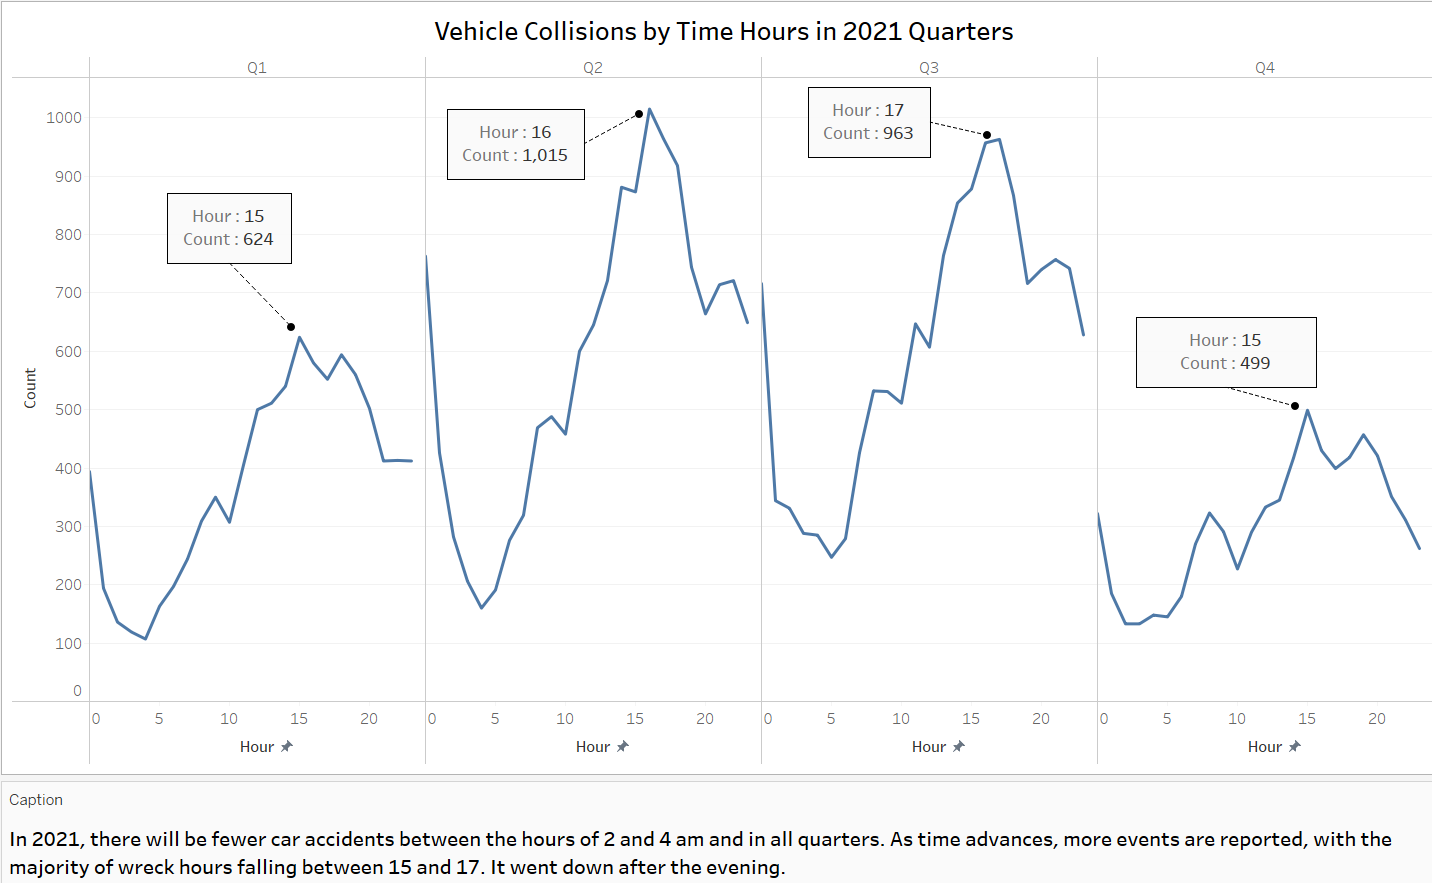 Vehicle Collisions by Time Hours in 2021 Quarters
Q1 Q2 Q3 Q4
Hour : 15
Count : 624
Hour : 16
Count : 1,015
Hour : 17
Count : 963
Hour : 15
Count : 499
Count
1000
900
800
700
600
500
400
300
200
100
0
0 5 10 15 20 0 5 10 15 20 0 5 10 15 20 0 5 10 15 20
Hour Hour Hour Hour
Caption
In 2021, there will be fewer car accidents between the hours of 2 and 4 am and in all quarters. As time advances, more events are reported, with the
majority of wreck hours falling between 15 and 17. It went down after the evening.